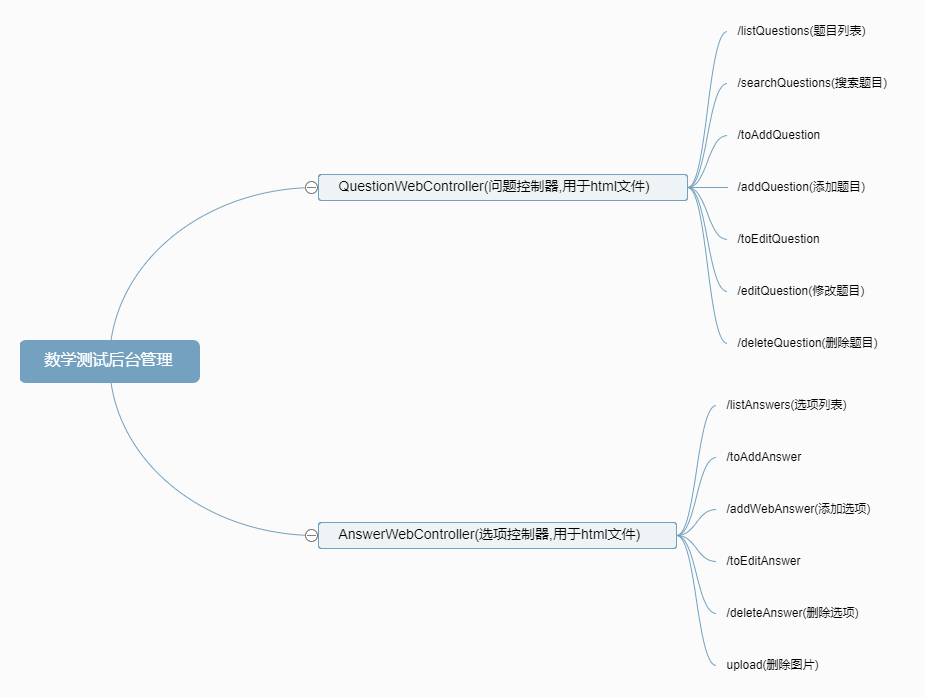 数学测试后台管理
QuestionWebController(问题控制器,用于html文件)
/listQuestions(题目列表)
/searchQuestions(搜索题目)
/toAddQuestion
/addQuestion(添加题目)
/toEditQuestion
/editQuestion(修改题目)
/deleteQuestion(删除题目)
AnswerWebController(选项控制器,用于html文件)
/listAnswers(选项列表)
/toAddAnswer
/addWebAnswer(添加选项)
/toEditAnswer
/deleteAnswer(删除选项)
upload(删除图片)